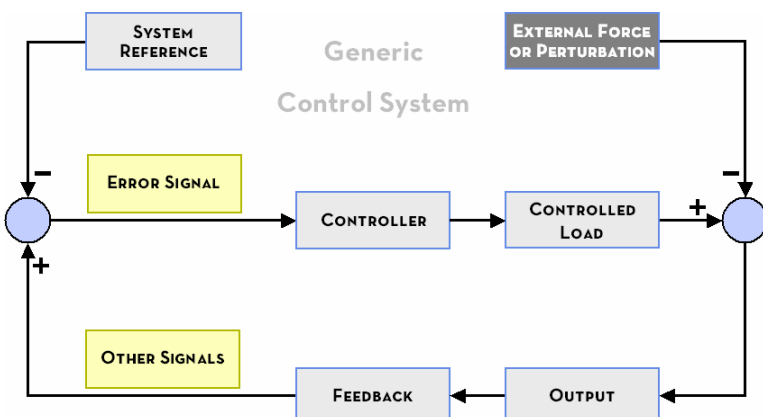 SYSTEM
REFERENCE
Generic
Control System
EXTERNAL FORCE
OR PERTURBATION
−
−
ERROR SIGNAL
CONTROLLER
CONTROLLED
LOAD
+
+
OTHER SIGNALS
FEEDBACK
OUTPUT